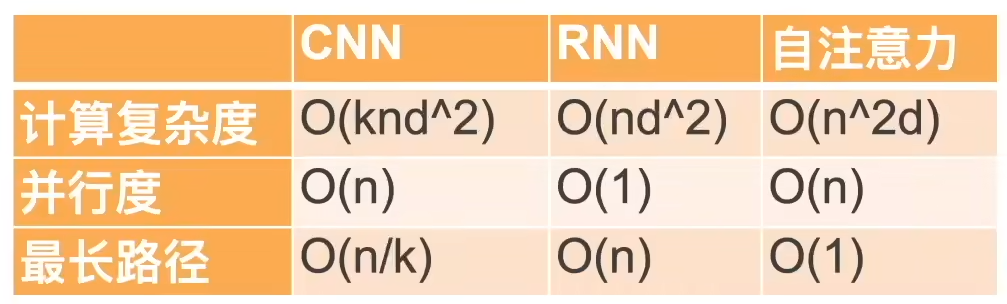 CNN RNN 自注意力
计算复杂度 O(knd^2) O(nd^2) O(n^2d)
并行度 O(n) O(1) O(n)
最长路径 O(n/k) O(n) O(1)